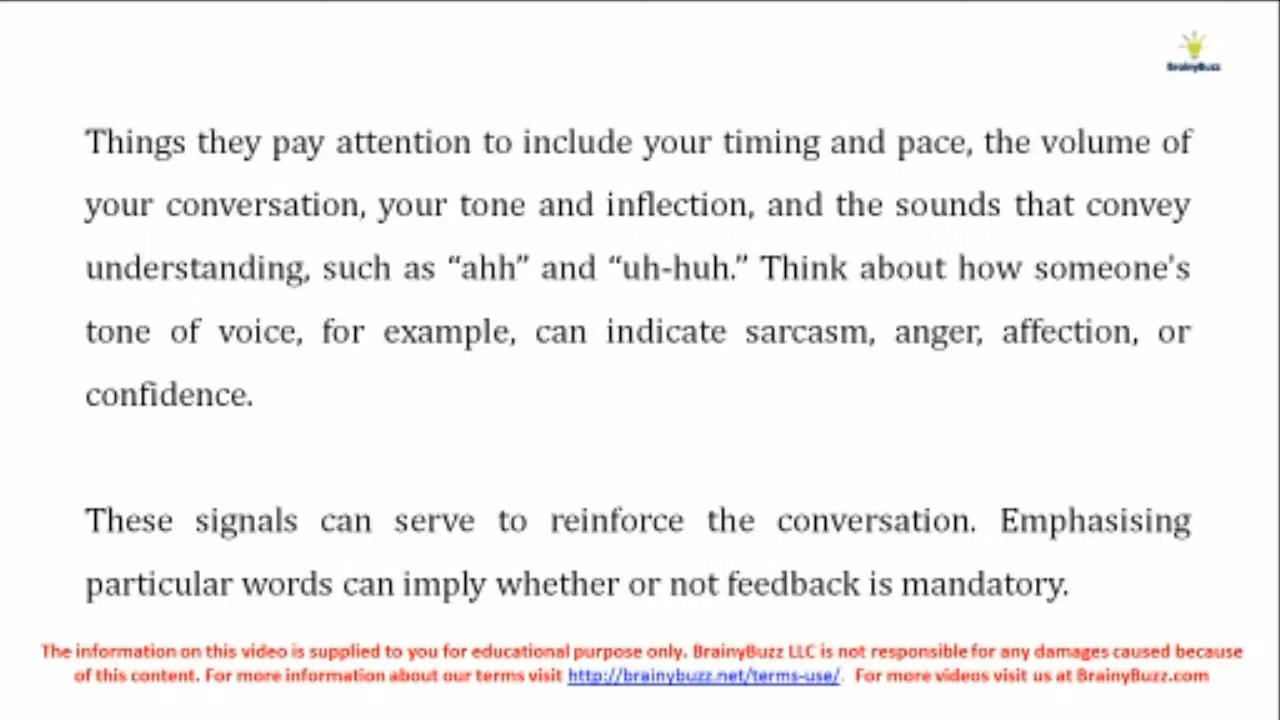 BrainyBuzz
Things they pay attention to include your timing and pace, the volume of
your conversation, your tone and inflection, and the sounds that convey
understanding, such as “ahh” and “uh-huh.” Think about how someone's
tone of voice, for example, can indicate sarcasm, anger, affection, or
confidence.
These signals can serve to reinforce the conversation. Emphasising
particular words can imply whether or not feedback is mandatory.
The information on this video is supplied to you for educational purpose only. BrainyBuzz LLC is not responsible for any damages caused because
of this content. For more information about our terms visit http://brainybuzz.net/terms-use/. For more videos visit us at BrainyBuzz.com